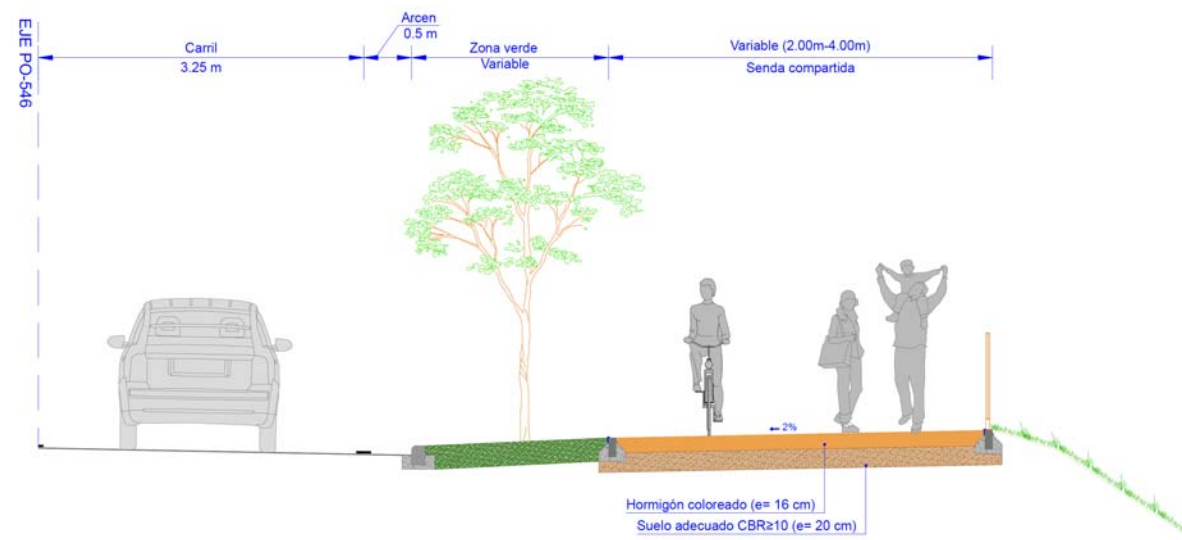 EJE PO-546
Carril
3.25 m
Arcen
0.5 m
Zona verde
Variable
Variable (2.00m-4.00m)
Senda compartida
2%
Hormigón coloreado (e= 16 cm)
Suelo adecuado CBR≥10 (e= 20 cm)